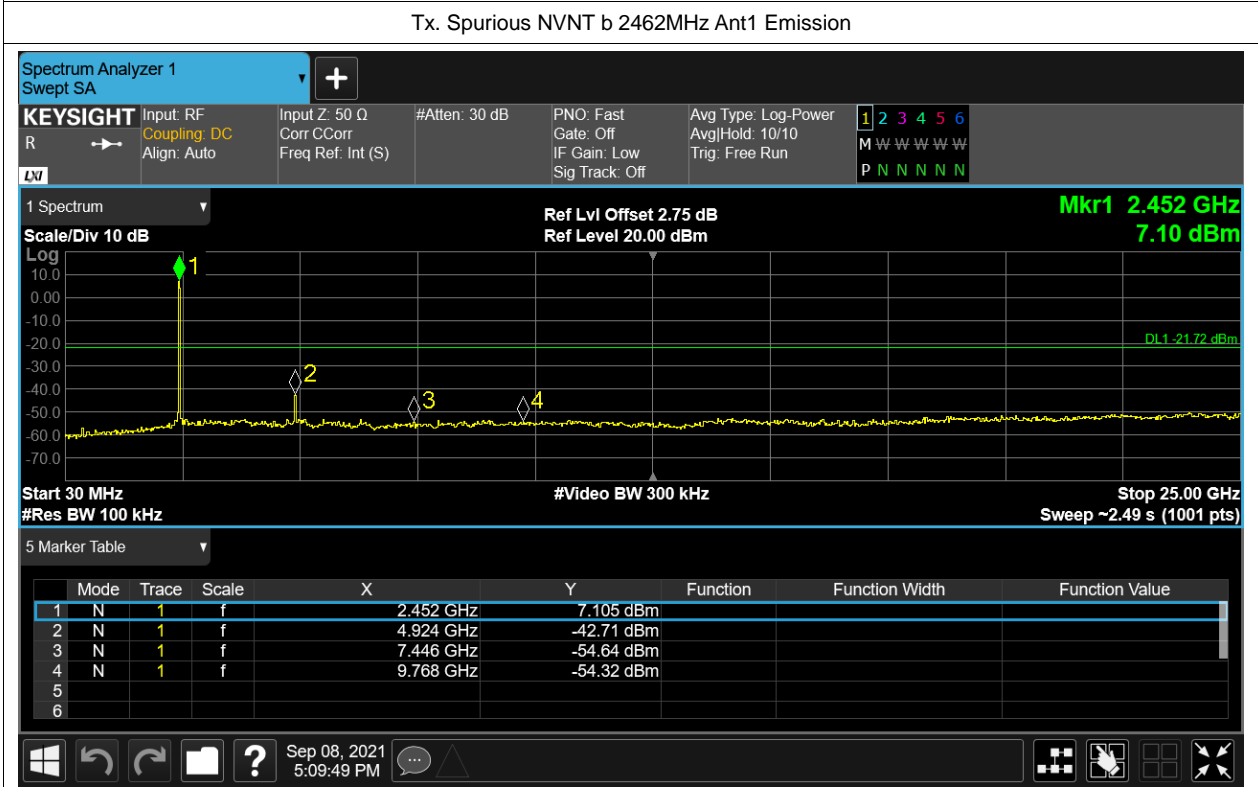 Tx. Spurious NVNT b 2462MHz Ant1 Emission
Spectrum Analyzer 1
Swept SA
KEYSIGHT
R
LXI
Input: RF
Coupling: DC
Align: Auto
Input Z: 50 Ω
Corr CCorr
Freq Ref: Int (S)
#Atten: 30 dB
PNO: Fast
Gate: Off
IF Gain: Low
Sig Track: Off
Avg Type: Log-Power
Avg|Hold: 10/10
Trig: Free Run
1 2 3 4 5 6
M W W W W W
P N N N N N
1 Spectrum
Scale/Div 10 dB
Ref Lvl Offset 2.75 dB
Ref Level 20.00 dBm
Mkr1 2.452 GHz
7.10 dBm
Log
10.0
0.00
-10.0
-20.0
-30.0
-40.0
-50.0
-60.0
-70.0
1
2
3
4
DL1 -21.72 dBm
Start 30 MHz
#Video BW 300 kHz
Stop 25.00 GHz
#Res BW 100 kHz
Sweep ~2.49 s (1001 pts)
5 Marker Table
Mode Trace Scale X Y Function Function Width Function Value
1 N 1 f 2.452 GHz 7.105 dBm
2 N 1 f 4.924 GHz -42.71 dBm
3 N 1 f 7.446 GHz -54.64 dBm
4 N 1 f 9.768 GHz -54.32 dBm
5
6
?
Sep 08, 2021
5:09:49 PM